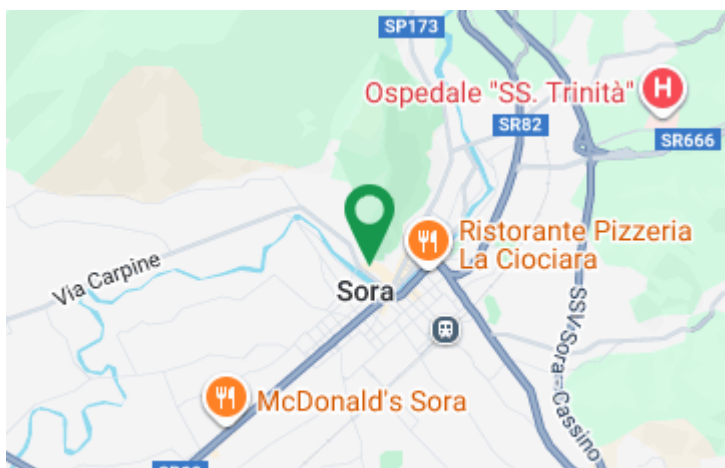 SP173
Ospedale "SS. Trinità"
H
SR82
SR666
Ristorante Pizzeria
La Ciociara
Via Carpine
Sora
SSV Sora - Cassino
McDonald's Sora